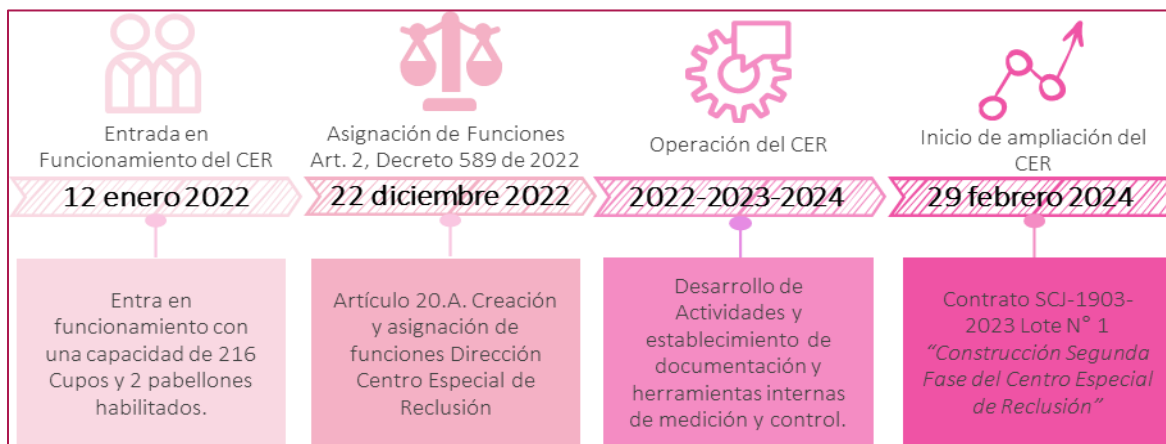 Entrada en
Funcionamiento del CER
12 enero 2022
Entra en
funcionamiento con
una capacidad de 216
Cupos y 2 pabellones
habilitados.
Asignación de Funciones
Art. 2, Decreto 589 de 2022
22 diciembre 2022
Artículo 20.A. Creación
y asignación de
funciones Dirección
Centro Especial de
Reclusión
Operación del CER
2022-2023-2024
Desarrollo de
Actividades y
establecimiento de
documentación y
herramientas internas
de medición y control.
Inicio de ampliación del
CER
29 febrero 2024
Contrato SCJ-1903-
2023 Lote N° 1
“Construcción Segunda
Fase del Centro Especial
de Reclusión”